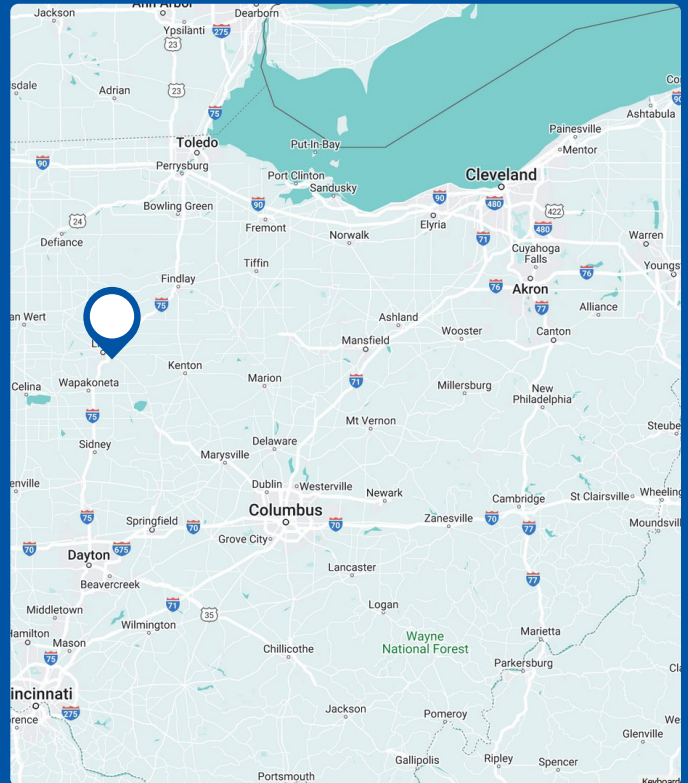 Jackson
Ann Arbor
Dearborn
Ypsilanti
275
23
sdale
Adrian
23
75
Ashtabula
Painesville
Toledo
Put-In-Bay
Mentor
90
Perrysburg
Port Clinton
Cleveland
Sandusky
90
480
Bowling Green
90
422
24
Fremont
Elyria
480
Warren
Defiance
Norwalk
71
Cuyahoga
Falls
Tiffin
76
Youngs
Findlay
76
Akron
75
77
Alliance
an Wert
Ashland
Wooster
Canton
Mansfield
Kenton
Celina
Wapakoneta
Marion
71
Millersburg
New
Philadelphia
75
Mt Vernon
Steube
Sidney
Delaware
Marysville
enville
Dublin
Westerville
Newark
Cambridge
St Clairsville
Wheeling
75
Columbus
Springfield
70
70
Zanesville
70
77
Moundsvil
Grove City
70
675
Dayton
Lancaster
Beavercreek
77
71
Logan
Middletown
35
Wilmington
Marietta
Hamilton
Mason
Wayne
National Forest
Chillicothe
75
Parkersburg
Cla
incinnati
275
rence
Jackson
Pomeroy
We
Glenville
Gallipolis
Ripley
Spencer
Portsmouth
Keyboard